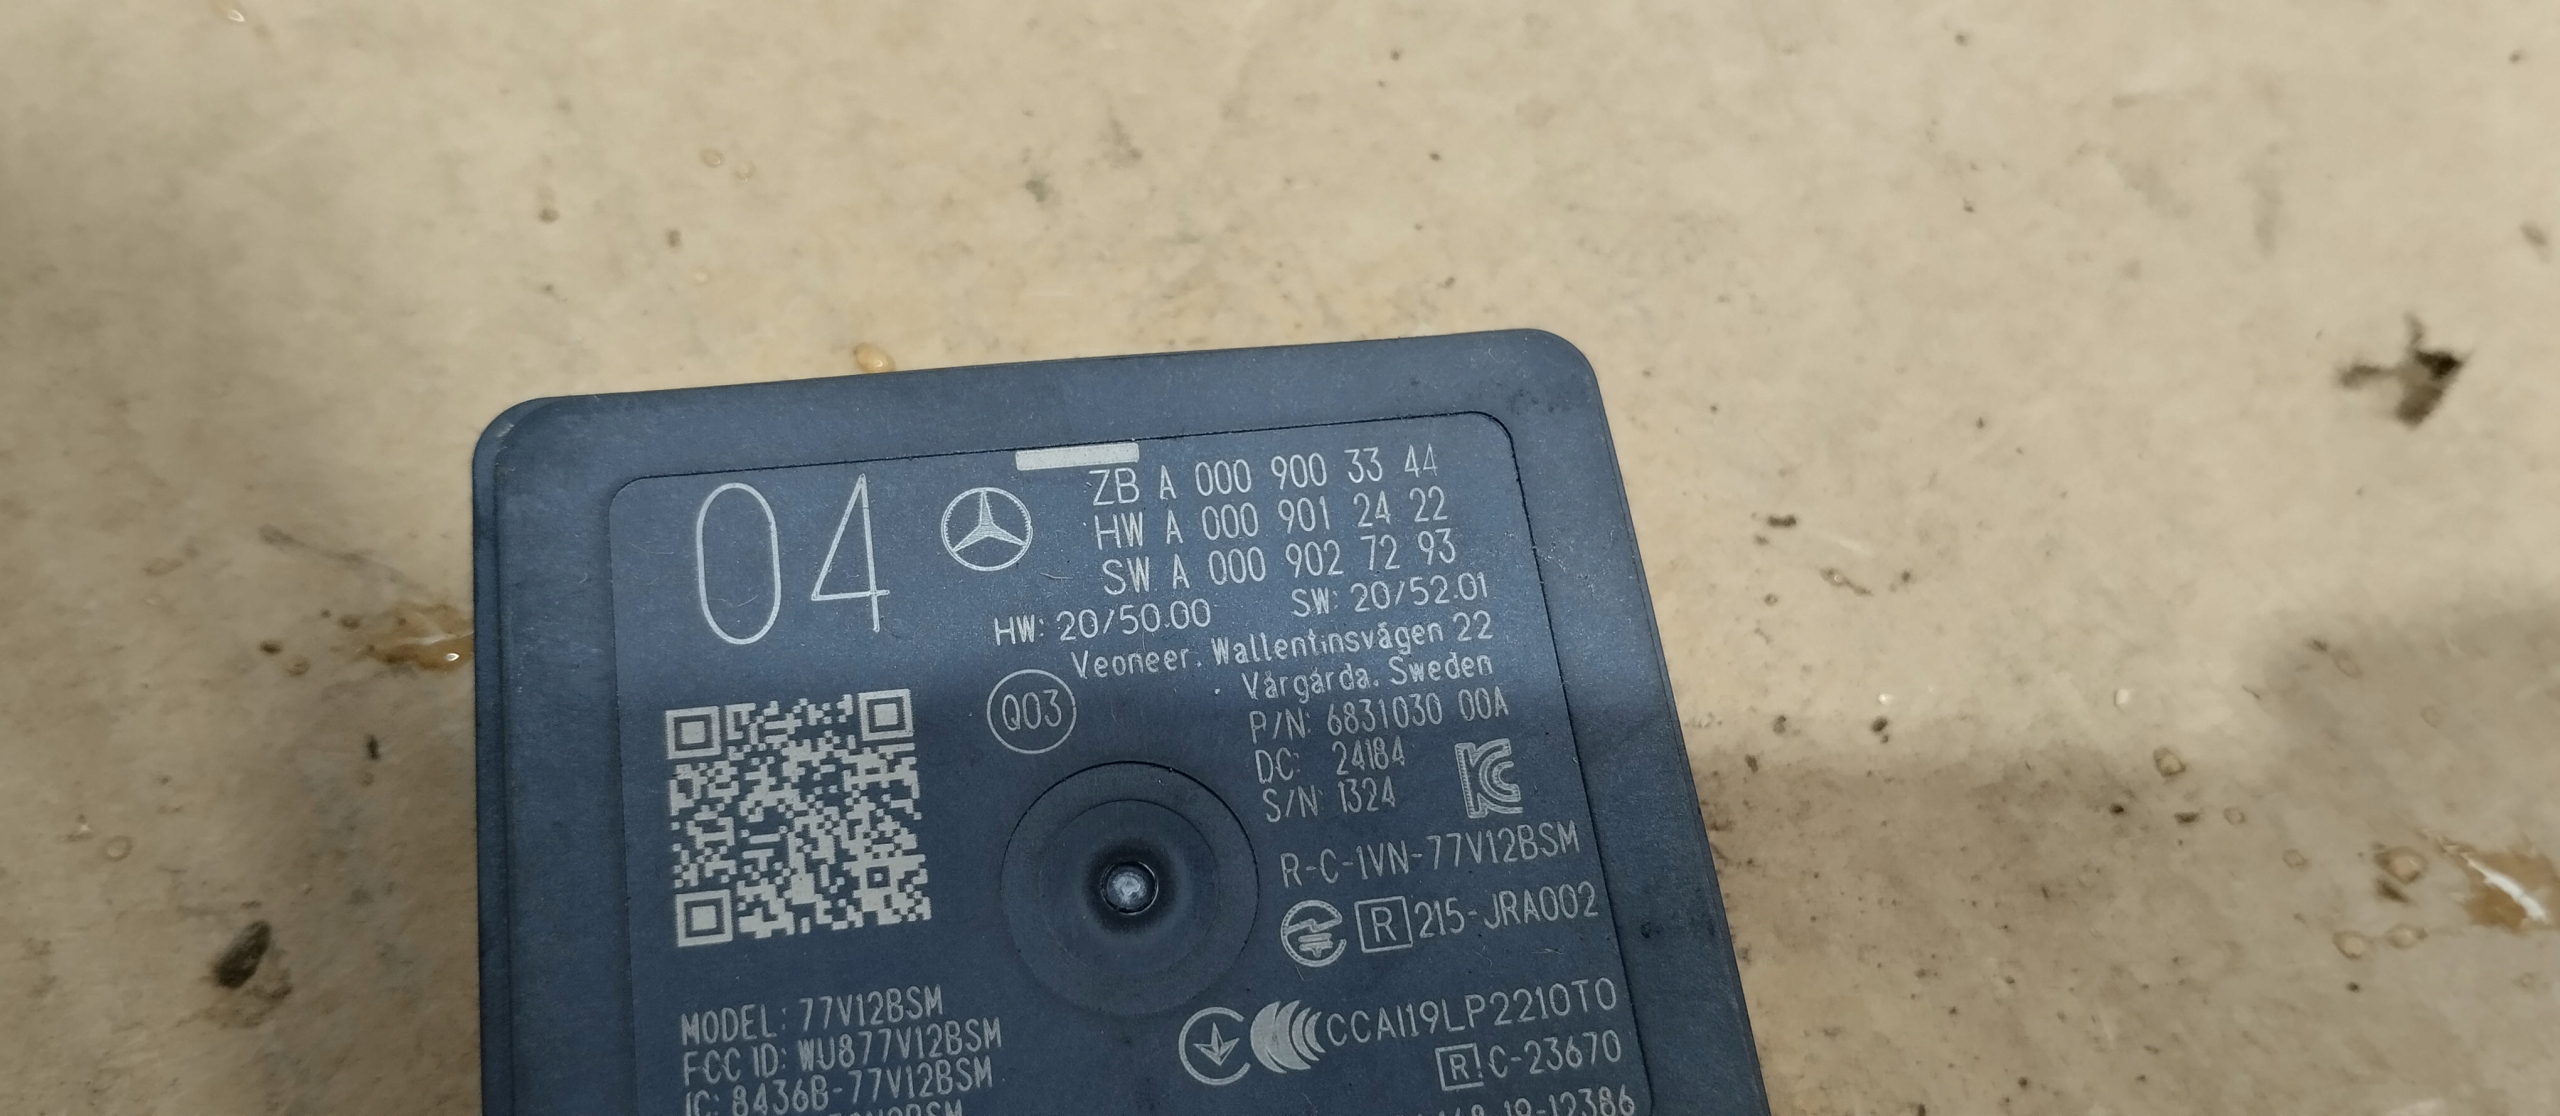 04
ZB A 000 900 33 44
HW A 000 901 24 22
SW A 000 902 72 93
HW: 20/50.00 SW: 20/52.01
Veoneer. Wallentinsvägen 22
Vårgårda. Sweden
Q03
P/N: 6831030 00A
DC: 24184
S/N: 1324
R-C-1VN-77V12BSM
R 215-JRA002
CCAI19LP2210T0
R! C-23670
19-12386
MODEL: 77V12BSM
FCC ID: WU877V12BSM
IC: 8436B-77V12BSM